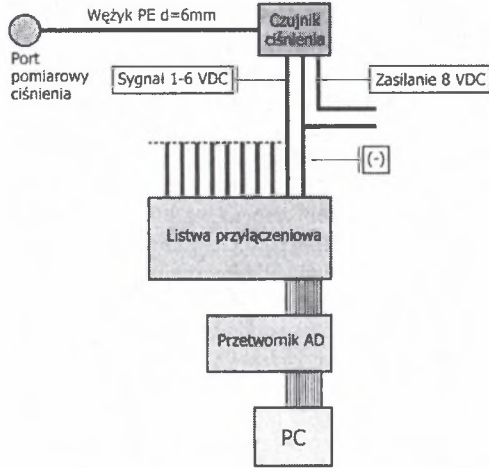 Wężyk PE d=6mm
Czujnik
ciśnienia
Port
pomiarowy
ciśnienia
Sygnał 1-6 VDC
Zasilanie 8 VDC
(-)
Listwa przyłączeniowa
Przetwornik AD
PC